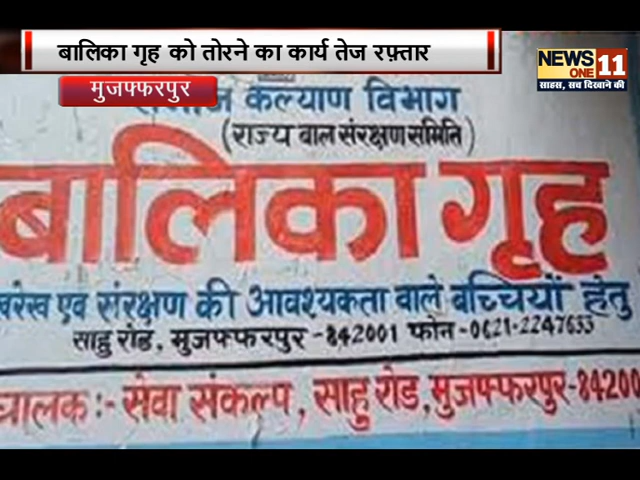 बालिका गृह को तोरने का कार्य तेज रफ़्तार
NEWS
ONE 11
साहस, सच दिखाने की
मुजफ्फरपुर
कल्याण विभाग
(राज्य बाल संरक्षण समिति)
बालिका गृह
एवं संरक्षण की आवश्यकता वाले बच्चियों हेतु
साहु रोड, मुजफ्फरपुर -842001 फोन -0621-2247633
सेवा संकल्प, साहु रोड, मुजफ्फरपुर-84200